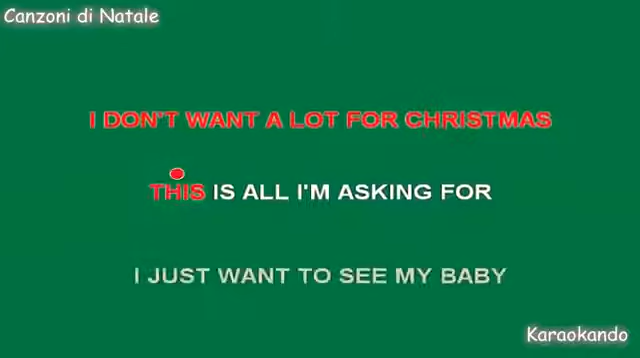 Canzoni di Natale
I DON'T WANT A LOT FOR CHRISTMAS
THIS IS ALL I'M ASKING FOR
I JUST WANT TO SEE MY BABY
Karaokando